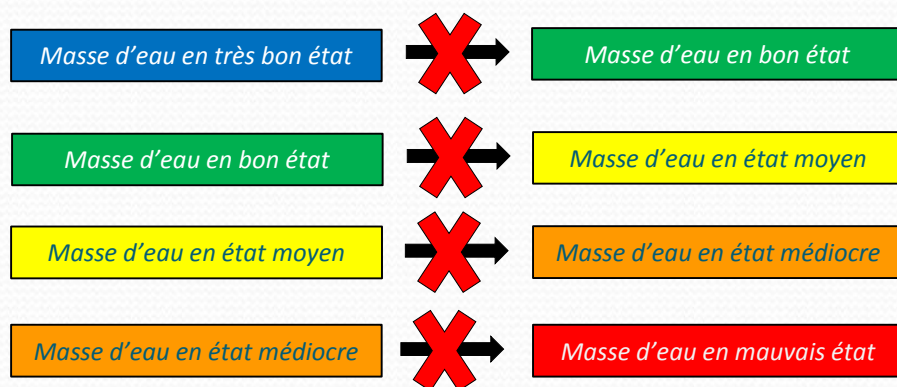 Masse d’eau en très bon état
Masse d’eau en bon état
Masse d’eau en bon état
Masse d’eau en état moyen
Masse d’eau en état moyen
Masse d’eau en état médiocre
Masse d’eau en état médiocre
Masse d’eau en mauvais état